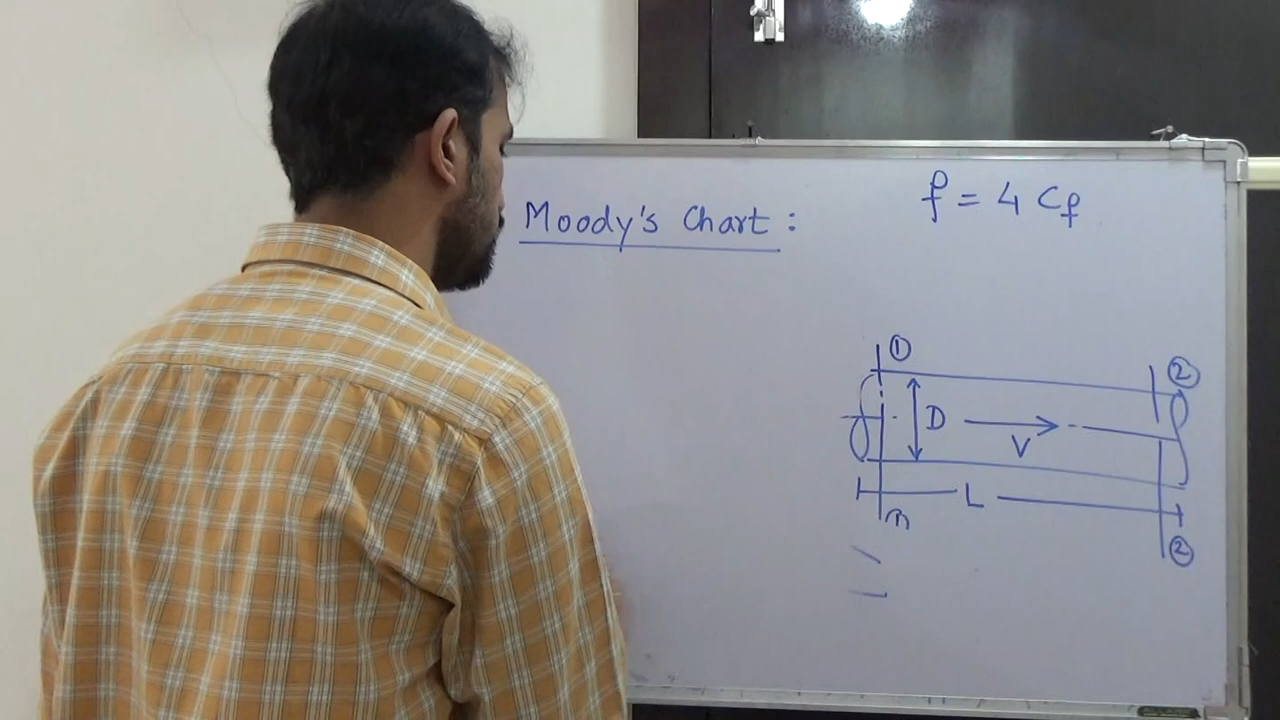 f = 4 Cf
Moody's Chart :
①
②
D
V
L
②